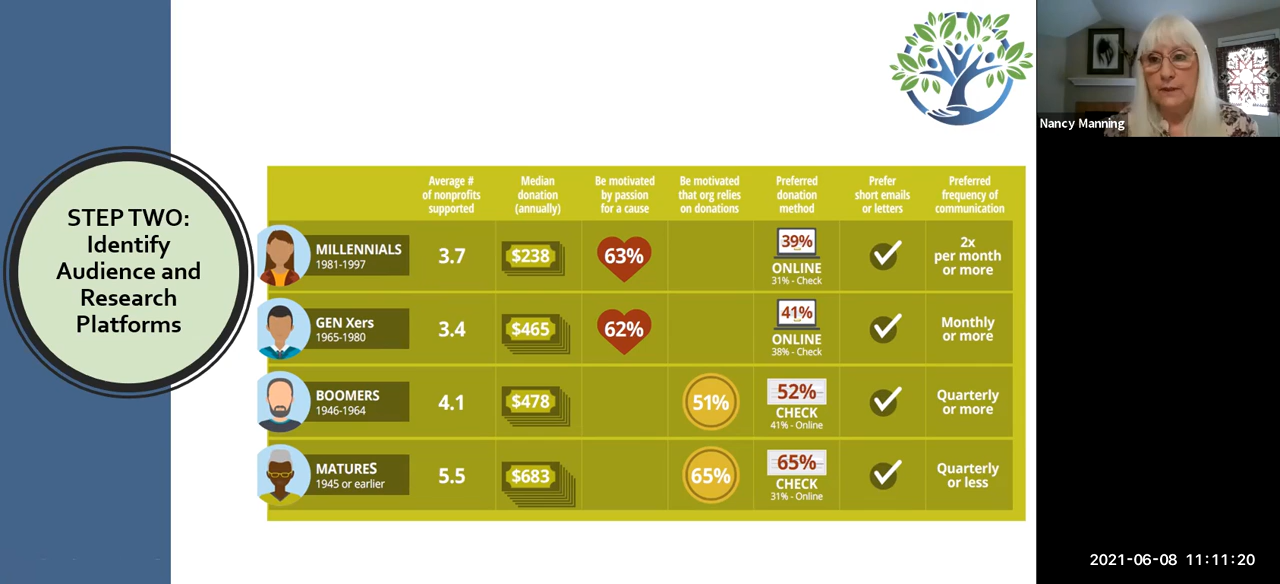 STEP TWO:
Identify
Audience and
Research
Platforms
Average #
of nonprofits
supported
Median
donation
(annually)
Be motivated
by passion
for a cause
Be motivated
that org relies
on donations
Preferred
donation
method
Prefer
short emails
or letters
Preferred
frequency of
communication
MILLENNIALS
1981-1997
3.7
$238
63%
39%
ONLINE
31% - Check
2x
per month
or more
GEN Xers
1965-1980
3.4
$465
62%
41%
ONLINE
38% - Check
Monthly
or more
BOOMERS
1946-1964
4.1
$478
51%
52%
CHECK
41% - Online
Quarterly
or more
MATURES
1945 or earlier
5.5
$683
65%
65%
CHECK
31% - Online
Quarterly
or less
Nancy Manning
2021-06-08 11:11:20